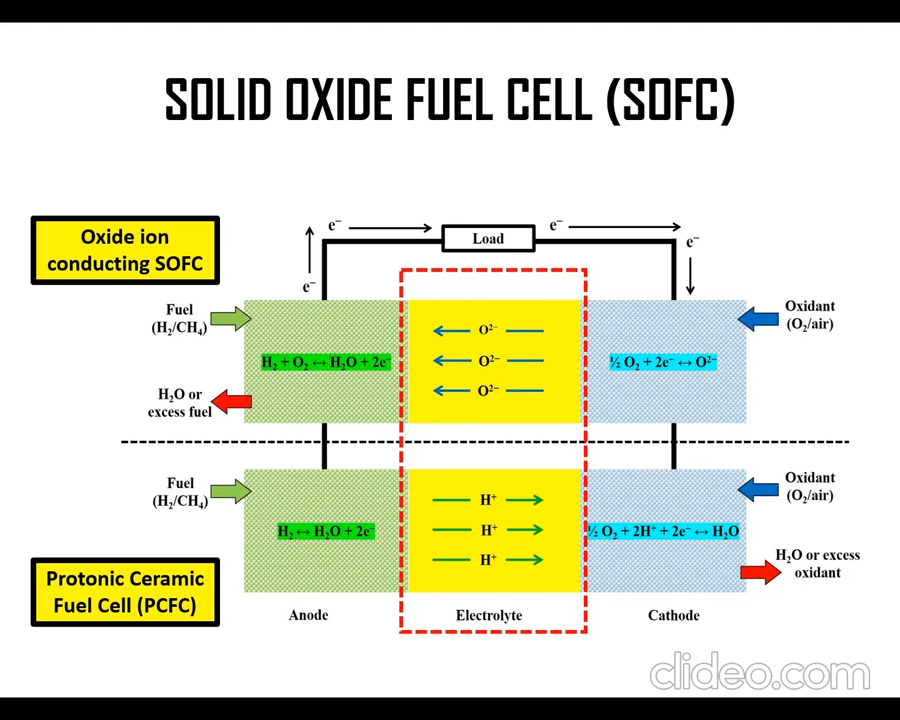 SOLID OXIDE FUEL CELL (SOFC)
Oxide ion
conducting SOFC
e⁻
e⁻
Load
e⁻
e⁻
Fuel
(H₂/CH₄)
Oxidant
(O₂/air)
O²⁻
O²⁻
O²⁻
H₂ + O₂ ↔ H₂O + 2e⁻
½ O₂ + 2e⁻ ↔ O²⁻
H₂O or
excess fuel
Fuel
(H₂/CH₄)
Oxidant
(O₂/air)
H⁺
H⁺
H⁺
H₂ ↔ H₂O + 2e⁻
½ O₂ + 2H⁺ + 2e⁻ ↔ H₂O
H₂O or excess
oxidant
Protonic Ceramic
Fuel Cell (PCFC)
Anode
Electrolyte
Cathode
clideo.com